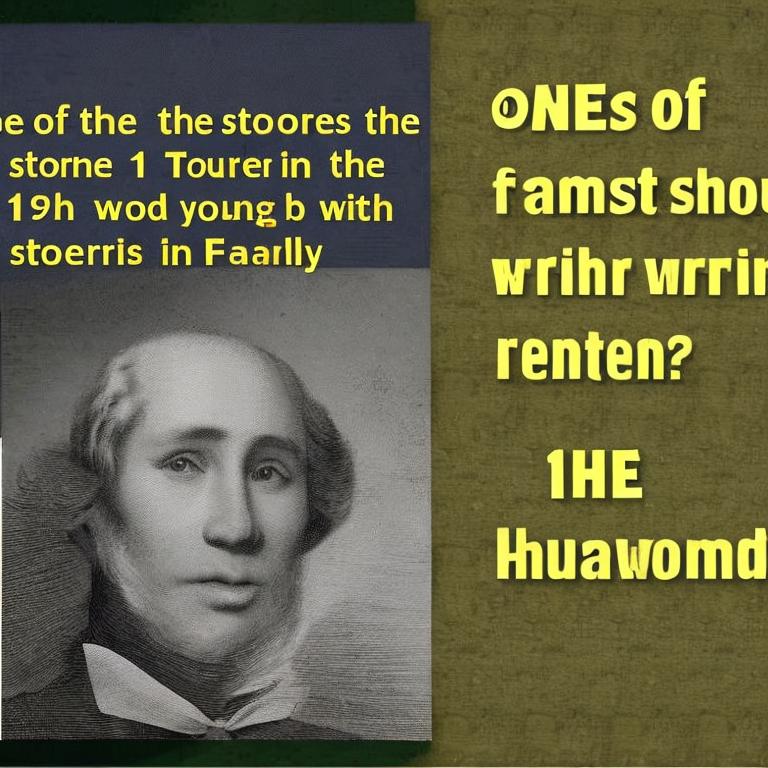 e of the the stoores the
storne 1 Tourer in the
19h wod young b with
stoerris in Faarlly
ONEs of
famst shou
wrihr wrrin
renten?
1HE
Hhuawomd